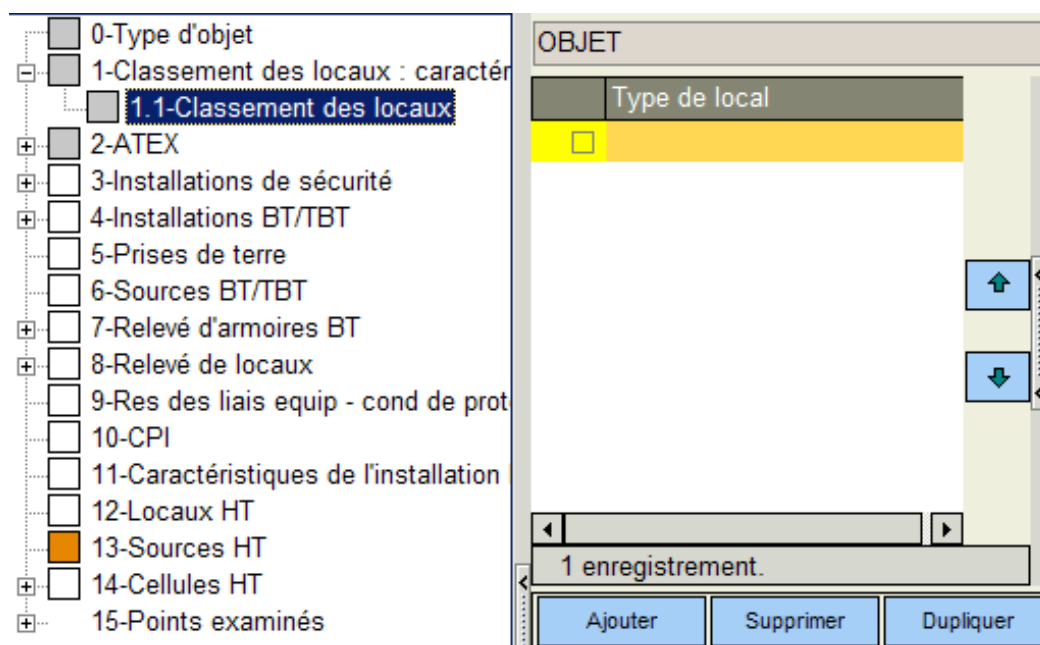 0-Type d'objet
1-Classement des locaux : caractér
1.1-Classement des locaux
2-ATEX
3-Installations de sécurité
4-Installations BT/TBT
5-Prises de terre
6-Sources BT/TBT
7-Relevé d'armoires BT
8-Relevé de locaux
9-Res des liais equip - cond de prot
10-CPI
11-Caractéristiques de l'installation
12-Locaux HT
13-Sources HT
14-Cellules HT
15-Points examinés
OBJET
Type de local
1 enregistrement.
Ajouter Supprimer Dupliquer